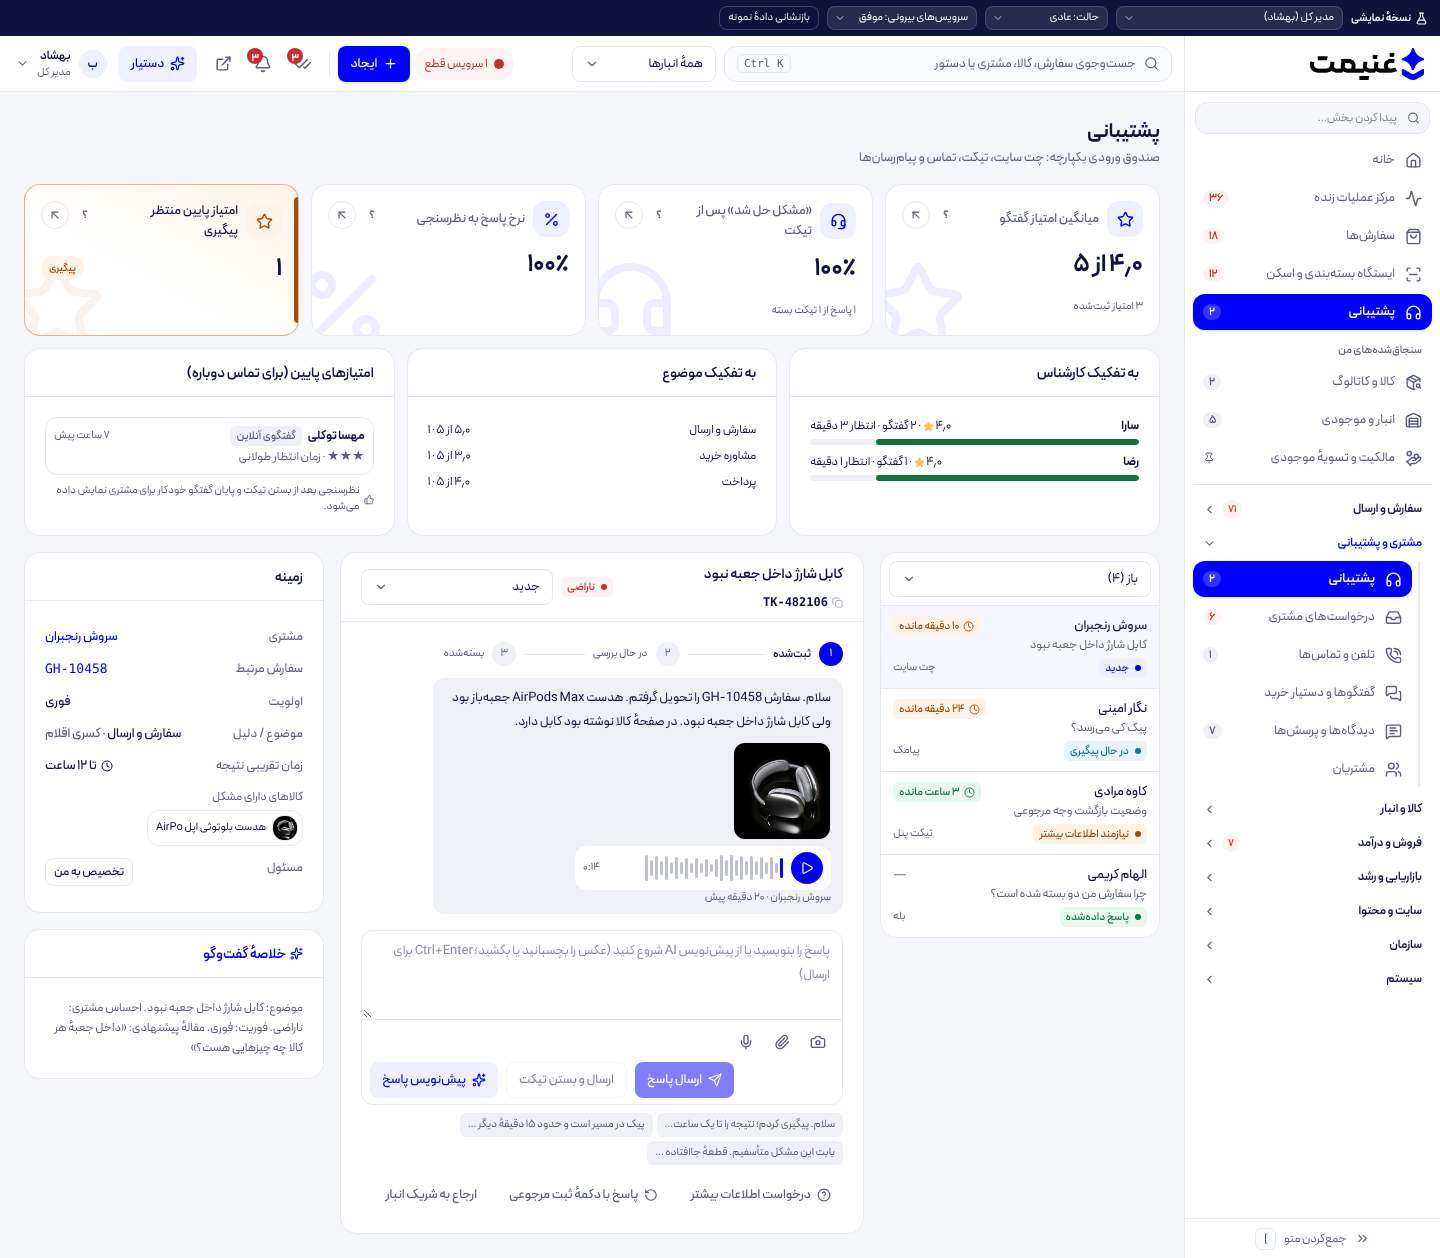 نسخهٔ نمایشی
مدیر کل (بهشاد)
حالت: عادی
سرویس‌های بیرونی: موفق
بازنشانی دادهٔ نمونه
غنیمت
جست‌وجوی سفارش، کالا، مشتری یا دستور
Ctrl K
همهٔ انبارها
۱ سرویس قطع
ایجاد
۳
۳
دستیار
ب
بهشاد
مدیر کل
پیدا کردن بخش...
خانه
مرکز عملیات زنده
۳۶
سفارش‌ها
۱۸
ایستگاه بسته‌بندی و اسکن
۱۲
پشتیبانی
۲
سنجاق‌شده‌های من
کالا و کاتالوگ
۲
انبار و موجودی
۵
مالکیت و تسویهٔ موجودی
سفارش و ارسال
۷۱
مشتری و پشتیبانی
پشتیبانی
۲
درخواست‌های مشتری
۶
تلفن و تماس‌ها
۱
گفتگوها و دستیار خرید
دیدگاه‌ها و پرسش‌ها
۷
مشتریان
کالا و انبار
فروش و درآمد
۷
بازاریابی و رشد
سایت و محتوا
سازمان
سیستم
جمع‌کردن منو
[
پشتیبانی
صندوق ورودی یکپارچه: چت سایت، تیکت، تماس و پیام‌رسان‌ها
میانگین امتیاز گفتگو
؟
۴٫۰ از ۵
۳ امتیاز ثبت‌شده
«مشکل حل شد» پس از تیکت
؟
۱۰۰٪
۱ پاسخ از ۱ تیکت بسته
نرخ پاسخ به نظرسنجی
؟
۱۰۰٪
امتیاز پایین منتظر پیگیری
؟
۱
پیگیری
به تفکیک کارشناس
سارا
۴٫۰ ⭐ · ۲ گفتگو · انتظار ۳ دقیقه
رضا
۴٫۰ ⭐ · ۱ گفتگو · انتظار ۱ دقیقه
به تفکیک موضوع
سفارش و ارسال
۵٫۰ از ۵ · ۱
مشاوره خرید
۳٫۰ از ۵ · ۱
پرداخت
۴٫۰ از ۵ · ۱
امتیازهای پایین (برای تماس دوباره)
مهسا توکلی
گفتگوی آنلاین
۷ ساعت پیش
★★★ · زمان انتظار طولانی
نظرسنجی بعد از بستن تیکت و پایان گفتگو خودکار برای مشتری نمایش داده
می‌شود.
باز (۴)
سروش رنجبران
۱۰ دقیقه مانده
کابل شارژ داخل جعبه نبود
جدید
چت سایت
نگار امینی
۲۴ دقیقه مانده
پیک کی می‌رسد؟
در حال پیگیری
پیامک
کاوه مرادی
۳ ساعت مانده
وضعیت بازگشت وجه مرجوعی
نیازمند اطلاعات بیشتر
تیکت پنل
الهام کریمی
—
چرا سفارش من دو بسته شده است؟
پاسخ داده‌شده
بله
کابل شارژ داخل جعبه نبود
TK-482106
ناراضی
جدید
۱
ثبت‌شده
۲
در حال بررسی
۳
بسته‌شده
سلام. سفارش GH-10458 را تحویل گرفتم. هدست AirPods Max جعبه‌باز بود
ولی کابل شارژ داخل جعبه نبود. در صفحهٔ کالا نوشته بود کابل دارد.
۰:۱۴
سروش رنجبران · ۲۰ دقیقه پیش
پاسخ را بنویسید یا از پیش‌نویس AI شروع کنید (عکس را بچسبانید یا بکشید؛ Ctrl+Enter برای
ارسال)
ارسال پاسخ
ارسال و بستن تیکت
پیش‌نویس پاسخ
سلام. پیگیری کردم؛ نتیجه را تا یک ساعت...
پیک در مسیر است و حدود ۱۵ دقیقهٔ دیگر ...
بابت این مشکل متأسفیم. قطعهٔ جاافتاده ...
درخواست اطلاعات بیشتر
پاسخ با دکمهٔ ثبت مرجوعی
ارجاع به شریک انبار
زمینه
مشتری
سروش رنجبران
سفارش مرتبط
GH-10458
اولویت
فوری
موضوع / دلیل
سفارش و ارسال · کسری اقلام
زمان تقریبی نتیجه
تا ۱۲ ساعت
کالاهای دارای مشکل
هدست بلوتوثی اپل AirPo
مسئول
تخصیص به من
خلاصهٔ گفت‌وگو
موضوع: کابل شارژ داخل جعبه نبود. احساس مشتری:
ناراضی. فوریت: فوری. مقالهٔ پیشنهادی: «داخل جعبهٔ هر
کالا چه چیزهایی هست؟»